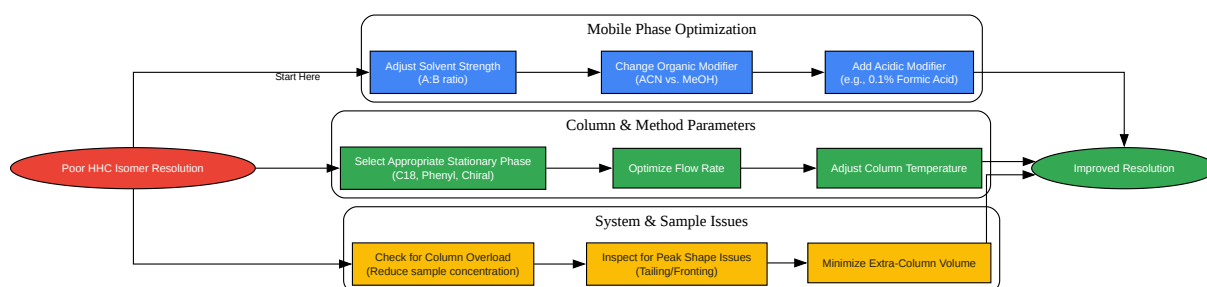 Mobile Phase Optimization
Adjust Solvent Strength
(A:B ratio)
Change Organic Modifier
(ACN vs. MeOH)
Add Acidic Modifier
(e.g., 0.1% Formic Acid)
Start Here
Column & Method Parameters
Poor HHC Isomer Resolution
Select Appropriate Stationary Phase
(C18, Phenyl, Chiral)
Optimize Flow Rate
Adjust Column Temperature
Improved Resolution
System & Sample Issues
Check for Column Overload
(Reduce sample concentration)
Inspect for Peak Shape Issues
(Tailing/Fronting)
Minimize Extra-Column Volume